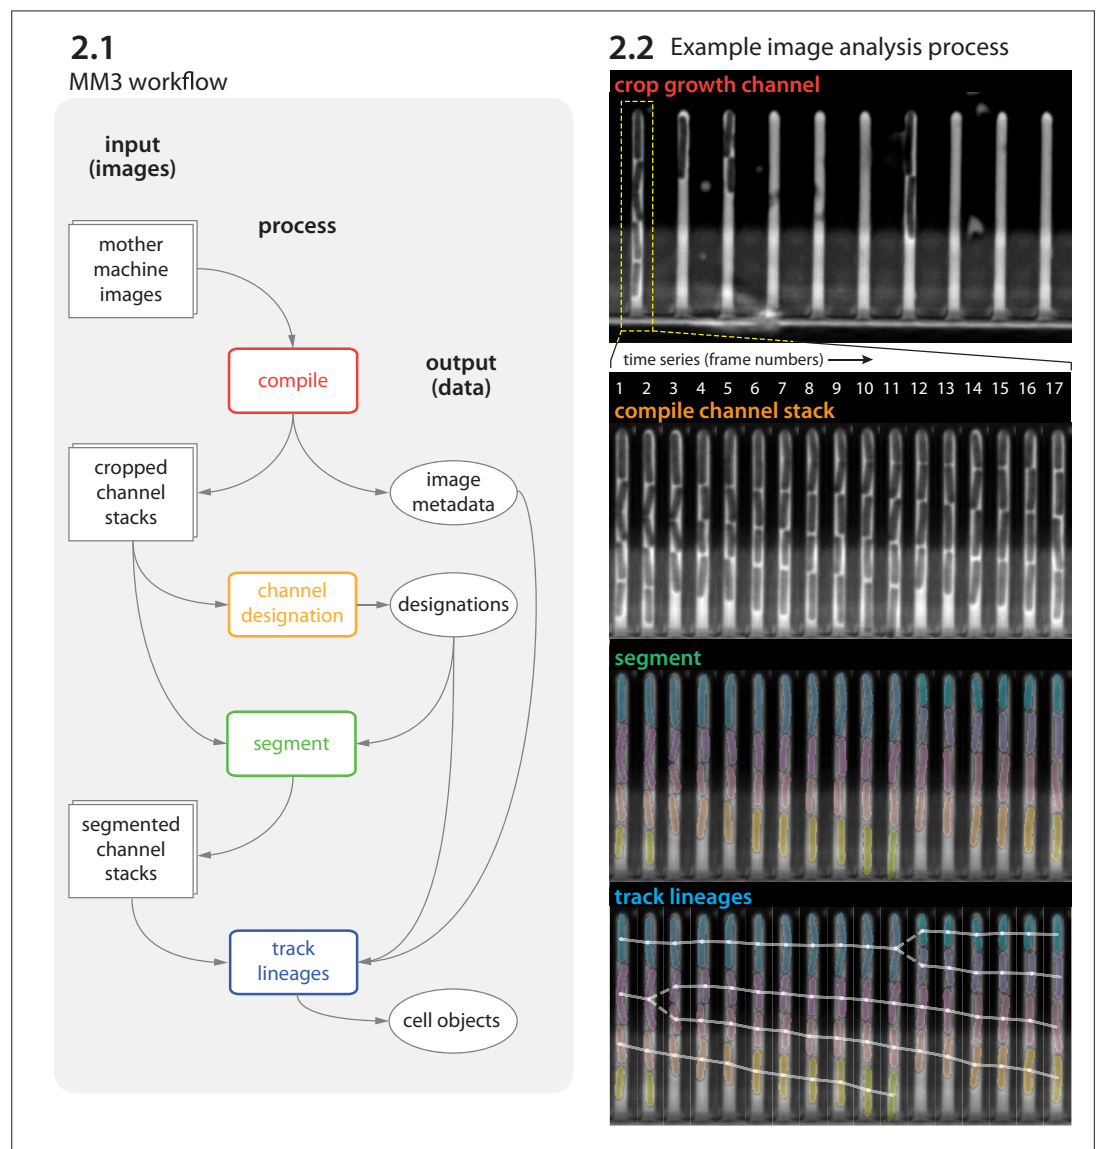 2.1
MM3 workflow
input
(images)
process
mother
machine
images
compile
output
(data)
cropped
channel
stacks
image
metadata
channel
designation
designations
segment
segmented
channel
stacks
track
lineages
cell objects
2.2 Example image analysis process
crop growth channel
time series (frame numbers)
1 2 3 4 5 6 7 8 9 10 11 12 13 14 15 16 17
compile channel stack
segment
track lineages